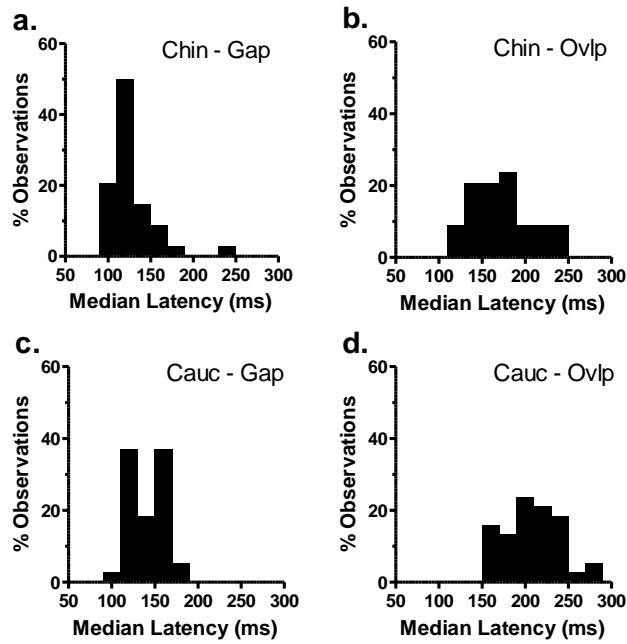 a.
Chin - Gap
% Observations
60
40
20
0
50 100 150 200 250 300
Median Latency (ms)
b.
Chin - Ovlp
% Observations
60
40
20
0
50 100 150 200 250 300
Median Latency (ms)
c.
Cauc - Gap
% Observations
60
40
20
0
50 100 150 200 250 300
Median Latency (ms)
d.
Cauc - Ovlp
% Observations
60
40
20
0
50 100 150 200 250 300
Median Latency (ms)